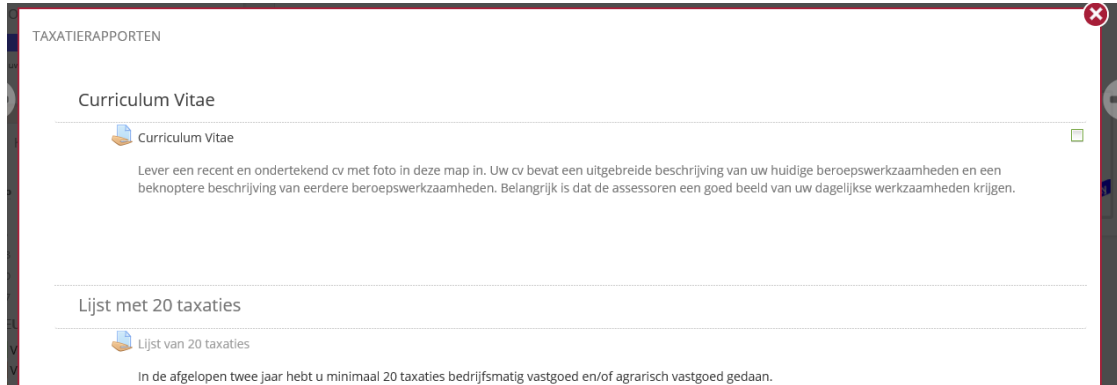 TAXATIERAPPORTEN
Curriculum Vitae
Curriculum Vitae
Lever een recent en ondertekend cv met foto in deze map in. Uw cv bevat een uitgebreide beschrijving van uw huidige beroepswerkzaamheden en een
beknoptere beschrijving van eerdere beroepswerkzaamheden. Belangrijk is dat de assessoren een goed beeld van uw dagelijkse werkzaamheden krijgen.
Lijst met 20 taxaties
Lijst van 20 taxaties
In de afgelopen twee jaar hebt u minimaal 20 taxaties bedrijfsmatig vastgoed en/of agrarisch vastgoed gedaan.